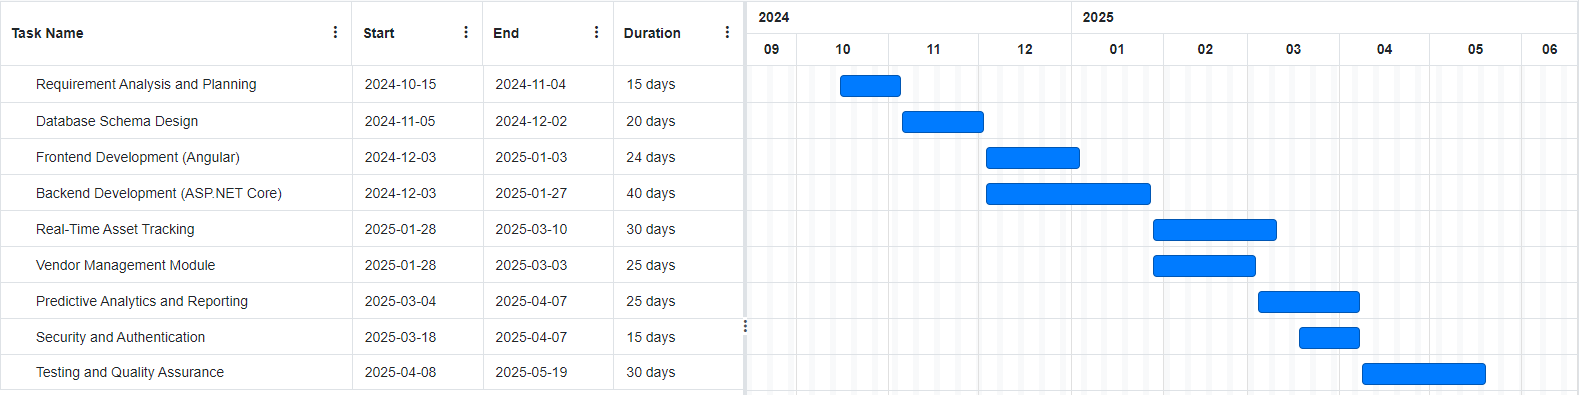 2024 2025
Task Name Start End Duration
09 10 11 12 01 02 03 04 05 06
Requirement Analysis and Planning 2024-10-15 2024-11-04 15 days
Database Schema Design 2024-11-05 2024-12-02 20 days
Frontend Development (Angular) 2024-12-03 2025-01-03 24 days
Backend Development (ASP.NET Core) 2024-12-03 2025-01-27 40 days
Real-Time Asset Tracking 2025-01-28 2025-03-10 30 days
Vendor Management Module 2025-01-28 2025-03-03 25 days
Predictive Analytics and Reporting 2025-03-04 2025-04-07 25 days
Security and Authentication 2025-03-18 2025-04-07 15 days
Testing and Quality Assurance 2025-04-08 2025-05-19 30 days